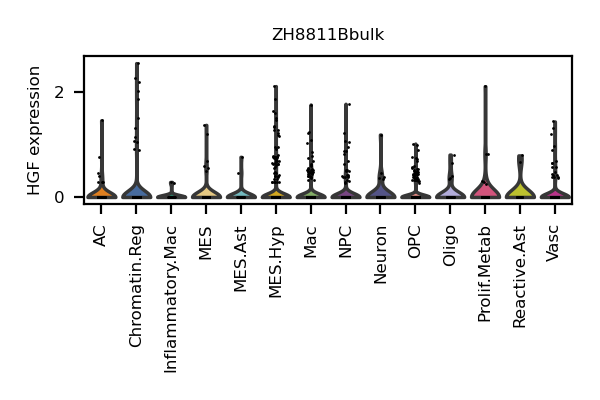 ZH8811Bbulk
HGF expression
2
0
AC
Chromatin.Reg
Inflammatory.Mac
MES
MES.Ast
MES.Hyp
Mac
NPC
Neuron
OPC
Oligo
Prolif.Metab
Reactive.Ast
Vasc